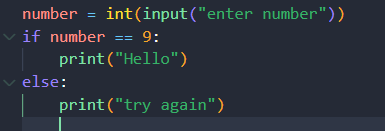 number = int(input("enter number"))
if number == 9:
    print("Hello")
else:
    print("try again")